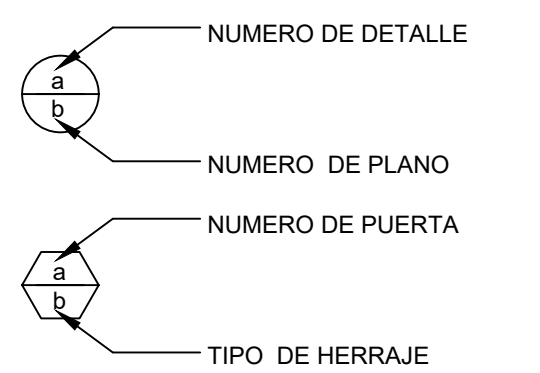 NUMERO DE DETALLE
a
b
NUMERO DE PLANO
NUMERO DE PUERTA
a
b
TIPO DE HERRAJE